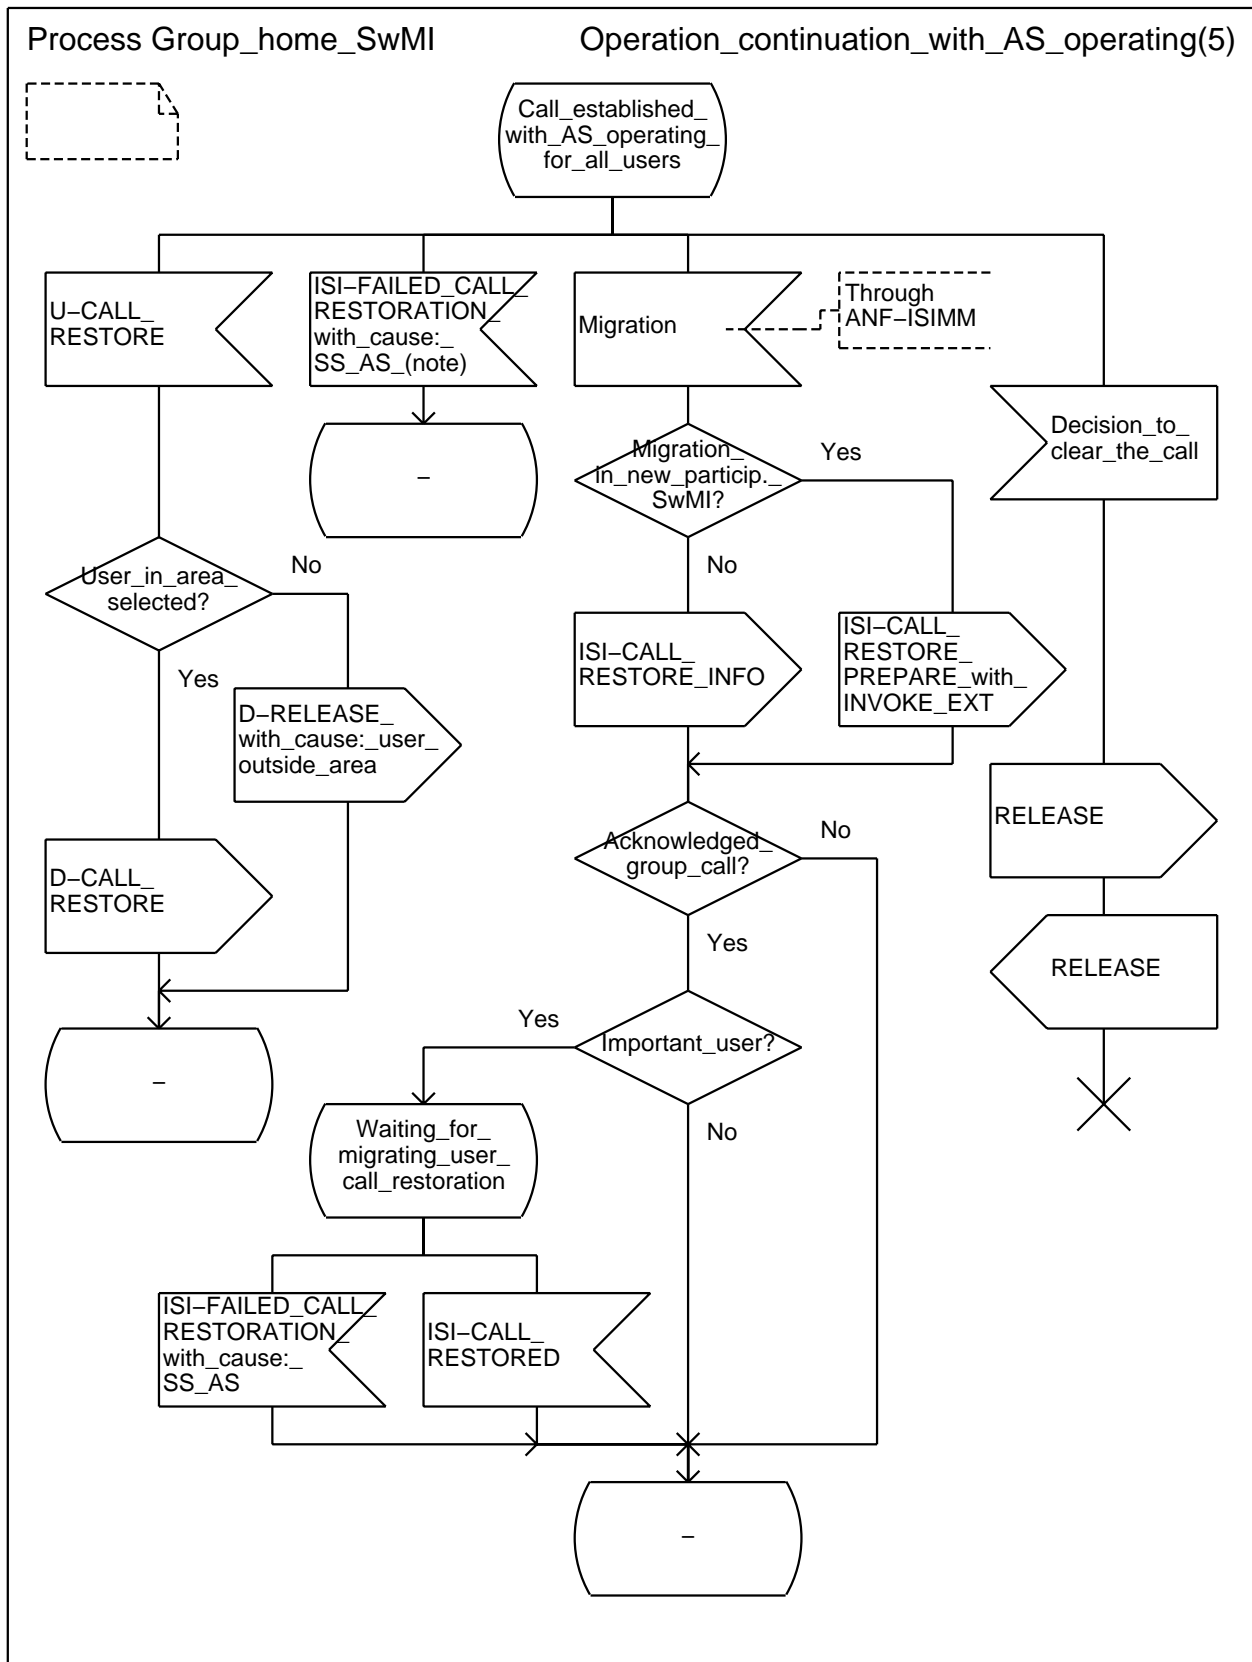 Process Group_home_SwMI
Operation_continuation_with_AS_operating(5)
Call_established_
with_AS_operating_
for_all_users
U−CALL_
RESTORE
ISI−FAILED_CALL_
RESTORATION_
with_cause:_
SS_AS_(note)
Migration
Through
ANF−ISIMM
Decision_to_
clear_the_call
−
Migration_
in_new_particip._
SwMI?
Yes
No
User_in_area_
selected?
No
Yes
ISI−CALL_
RESTORE_INFO
ISI−CALL_
RESTORE_
PREPARE_with_
INVOKE_EXT
D−RELEASE_
with_cause:_user_
outside_area
RELEASE
Acknowledged_
group_call?
No
Yes
D−CALL_
RESTORE
RELEASE
−
Important_user?
Yes
No
Waiting_for_
migrating_user_
call_restoration
ISI−FAILED_CALL_
RESTORATION_
with_cause:_
SS_AS
ISI−CALL_
RESTORED
−